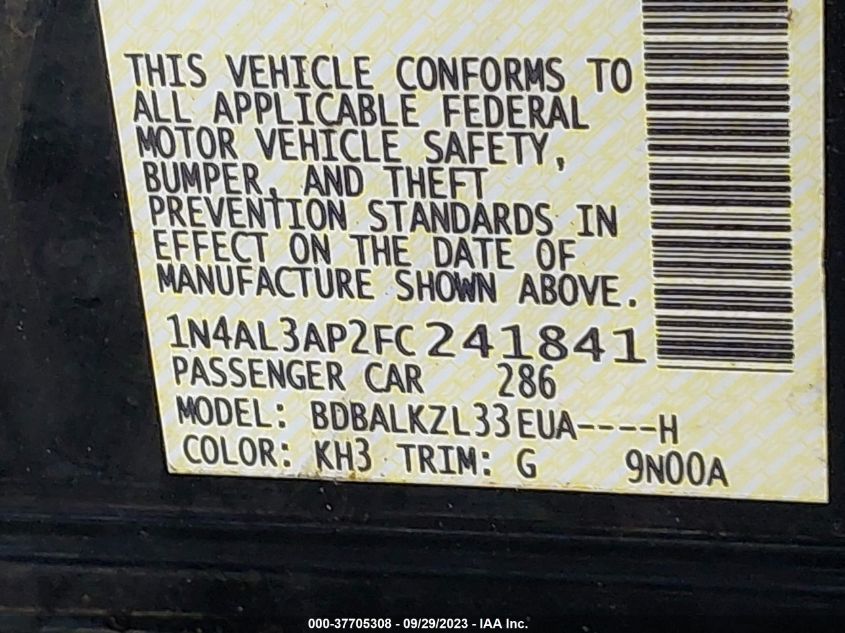 THIS VEHICLE CONFORMS TO
ALL APPLICABLE FEDERAL
MOTOR VEHICLE SAFETY,
BUMPER, AND THEFT
PREVENTION STANDARDS IN
EFFECT ON THE DATE OF
MANUFACTURE SHOWN ABOVE.
1N4AL3AP2FC241841
PASSENGER CAR 286
MODEL: BDBALKZL33EUA----H
COLOR: KH3 TRIM: G 9N00A
000-37705308 - 09/29/2023 - IAA Inc.